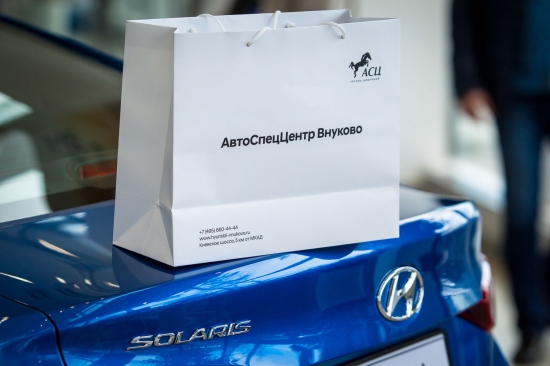 АСЦ
АвтоСпецЦентр Внуково
+7 (495) 660-44-44
www.hyundai-vnukovo.ru
Киевское шоссе, 5 км от МКАД
SOLARIS